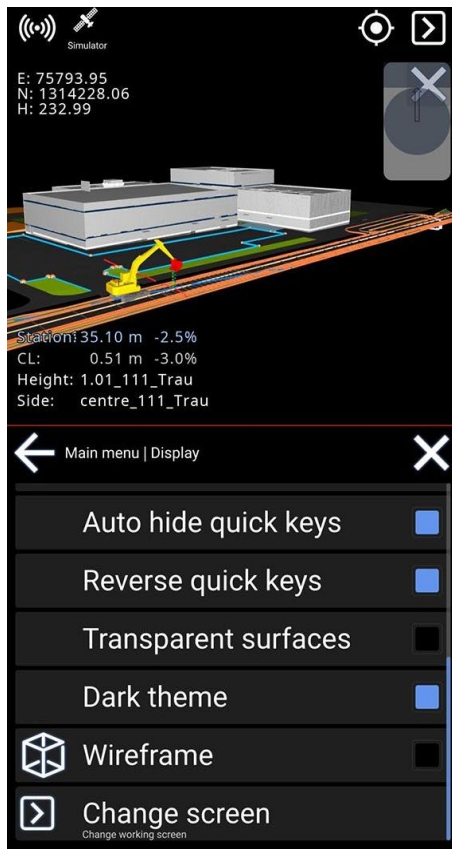 Simulator
E: 75793.95
N: 1314228.06
H: 232.99
Station: 35.10 m -2.5%
CL: 0.51 m -3.0%
Height: 1.01_111_Trau
Side: centre_111_Trau
Main menu | Display
Auto hide quick keys
Reverse quick keys
Transparent surfaces
Dark theme
Wireframe
Change screen
Change working screen